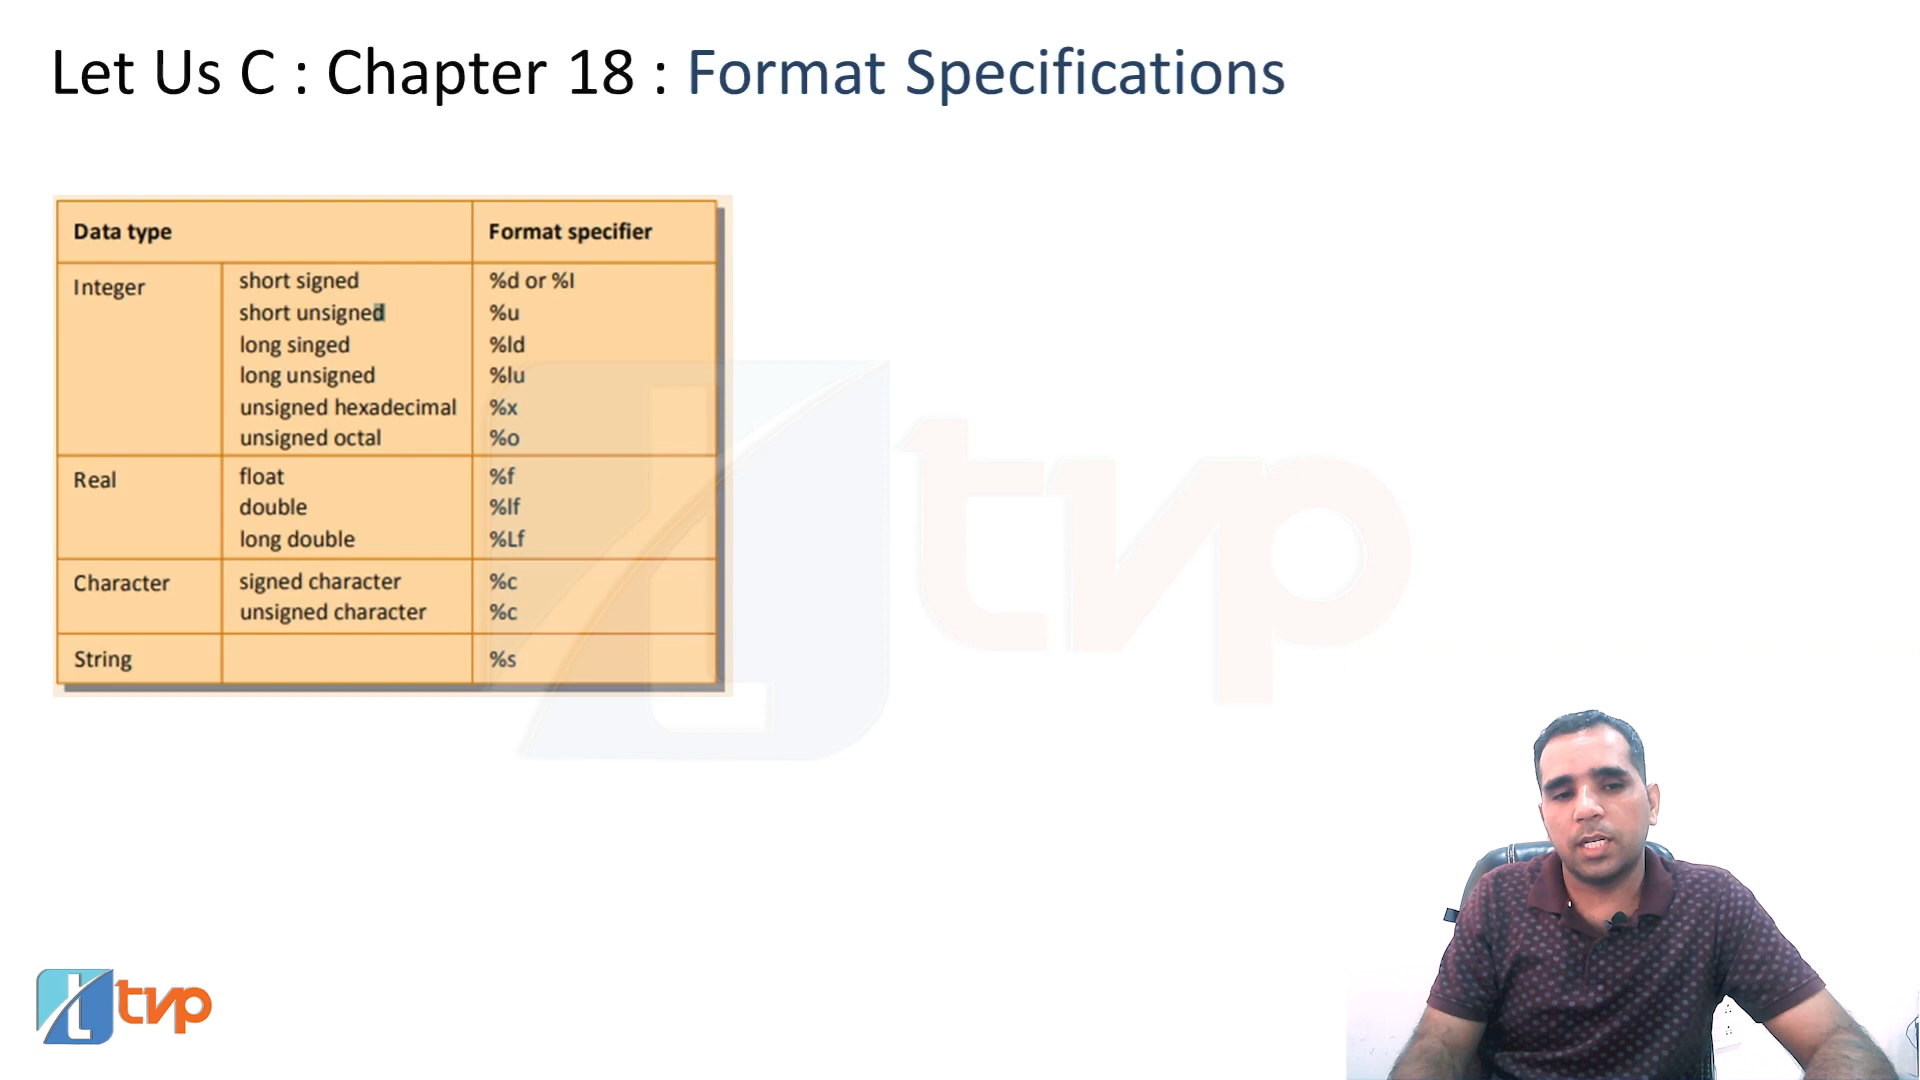 Let Us C : Chapter 18 : Format Specifications
Data type Format specifier
Integer short signed %d or %I
short unsigned %u
long singed %ld
long unsigned %lu
unsigned hexadecimal %x
unsigned octal %o
Real float %f
double %lf
long double %Lf
Character signed character %c
unsigned character %c
String %s
tvp
t tvp